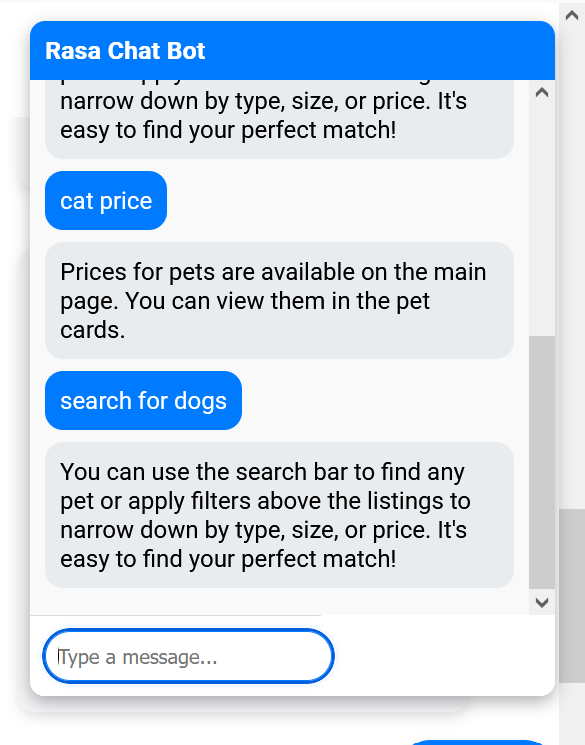 Rasa Chat Bot
narrow down by type, size, or price. It's
easy to find your perfect match!
cat price
Prices for pets are available on the main
page. You can view them in the pet
cards.
search for dogs
You can use the search bar to find any
pet or apply filters above the listings to
narrow down by type, size, or price. It's
easy to find your perfect match!
Type a message...